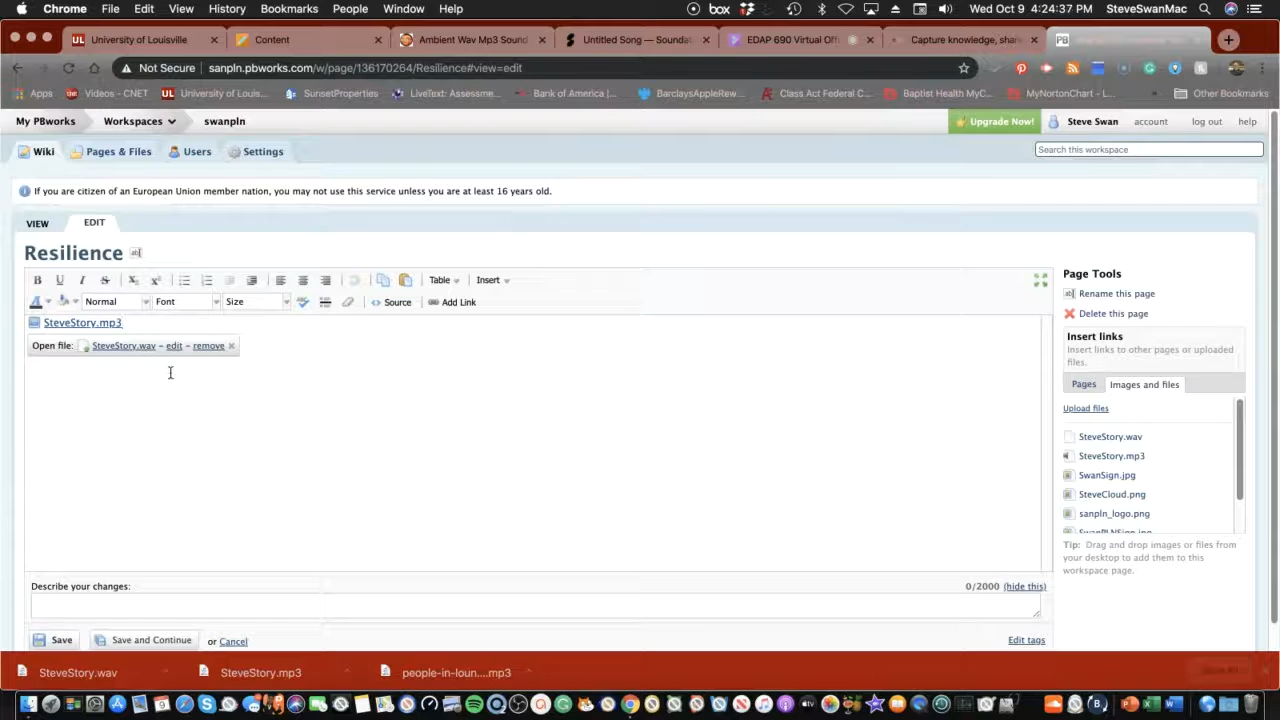 Chrome File Edit View History Bookmarks People Window Help box Wed Oct 9 4:24:37 PM SteveSwanMac
University of Louisville Content Ambient Wav Mp3 Sound Untitled Song — Soundat EDAP 690 Virtual Off Capture knowledge, share PB
Not Secure sanpln.pbworks.com/w/page/136170264/Resilience#view=edit
Apps Videos - CNET University of Louis... SunsetProperties LiveText: Assessme... Bank of America |... BarclaysAppleRew... Class Act Federal C... Baptist Health MyC... MyNortonChart - L... Other Bookmarks
My PBworks Workspaces swanpln Upgrade Now! Steve Swan account log out help
Wiki Pages & Files Users Settings Search this workspace
If you are citizen of an European Union member nation, you may not use this service unless you are at least 16 years old.
VIEW EDIT
Resilience
Page Tools
B U I S Table Insert
Rename this page
Normal Font Size Source Add Link
Delete this page
SteveStory.mp3
Open file: SteveStory.wav – edit – remove
Insert links
Insert links to other pages or uploaded
files.
Pages Images and files
Upload files
SteveStory.wav
SteveStory.mp3
SwanSign.jpg
SteveCloud.png
sanpln_logo.png
SwanPLNSign.jpg
Tip: Drag and drop images or files from
your desktop to add them to this
workspace page.
Describe your changes: 0/2000 (hide this)
Save Save and Continue or Cancel Edit tags
SteveStory.wav SteveStory.mp3 people-in-loun....mp3